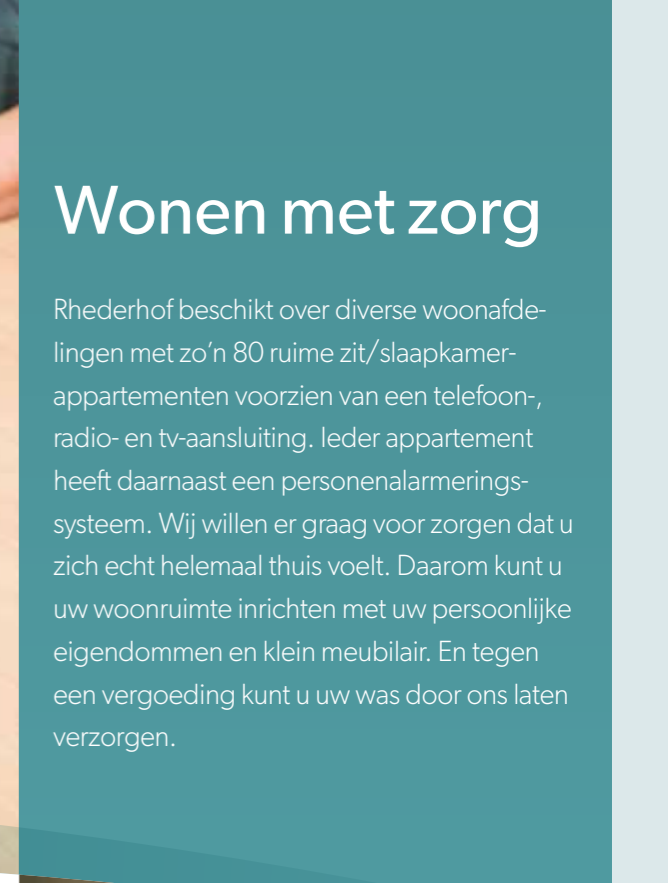 Wonen met zorg
Rhederhof beschikt over diverse woonafde-
lingen met zo’n 80 ruime zit/slaapkamer-
appartementen voorzien van een telefoon-,
radio- en tv-aansluiting. Ieder appartement
heeft daarnaast een personenalarmerings-
systeem. Wij willen er graag voor zorgen dat u
zich echt helemaal thuis voelt. Daarom kunt u
uw woonruimte inrichten met uw persoonlijke
eigendommen en klein meubilair. En tegen
een vergoeding kunt u uw was door ons laten
verzorgen.